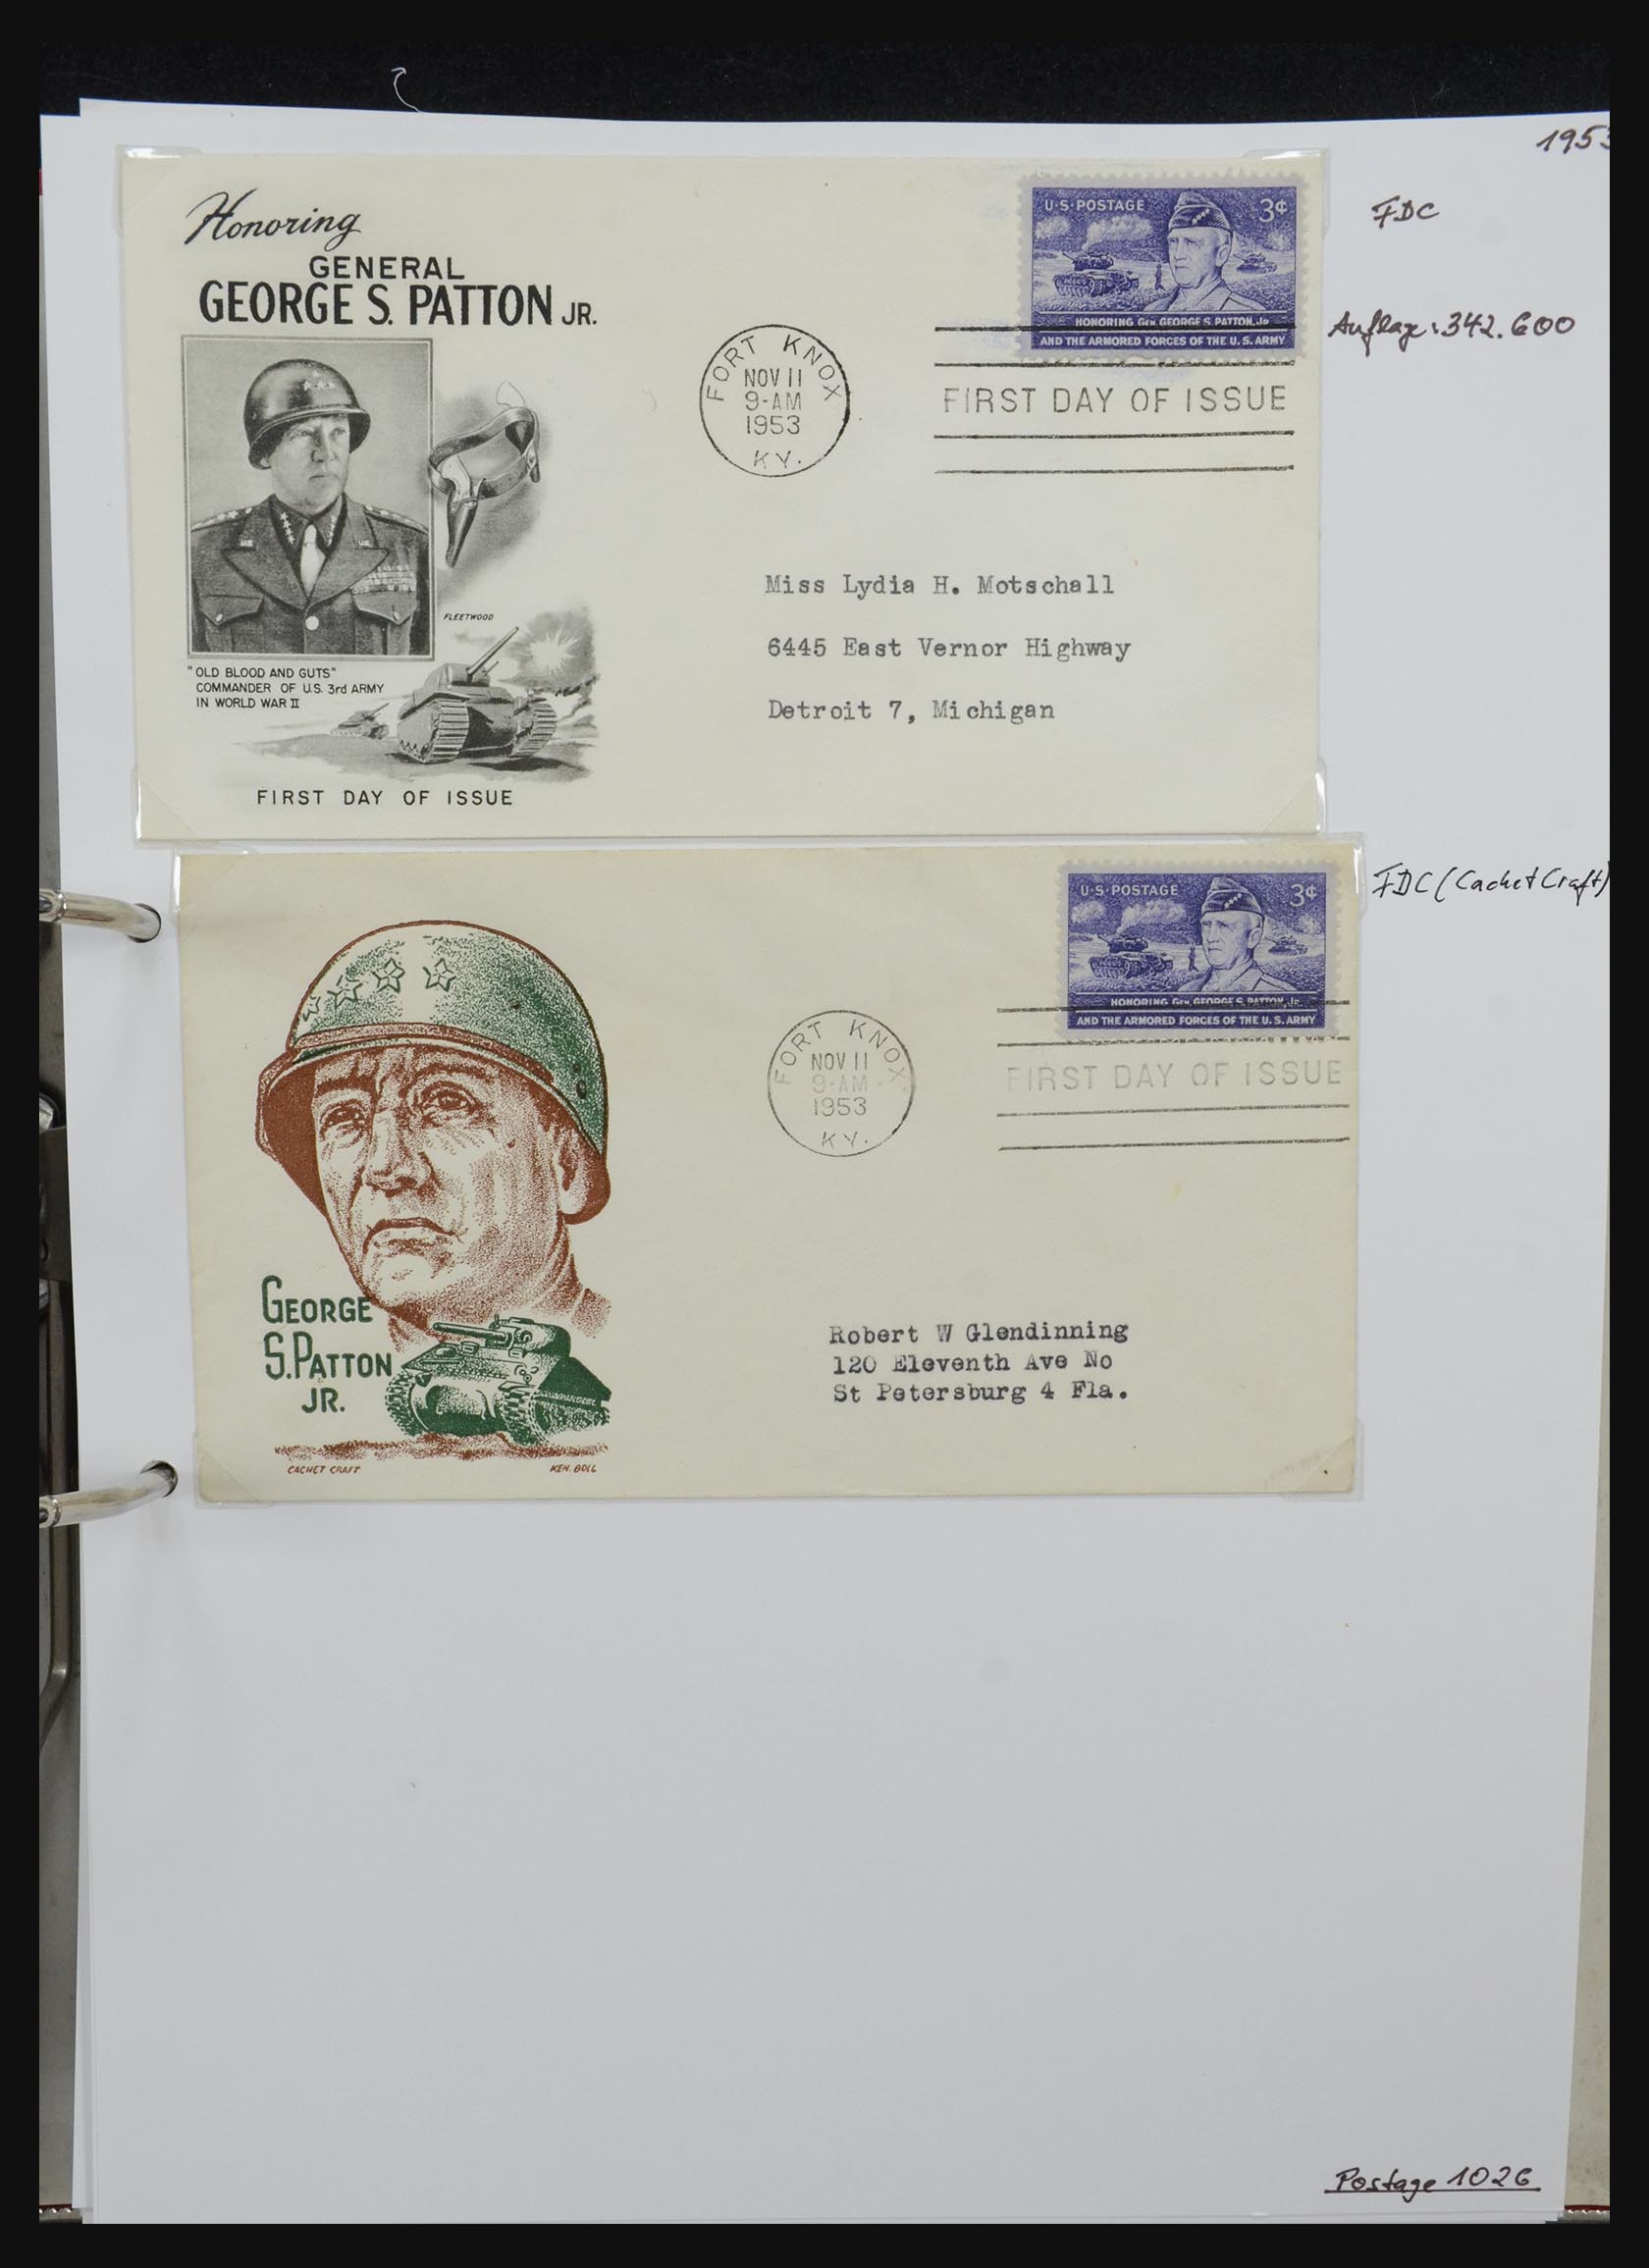 1953
Honoring
GENERAL
GEORGE S. PATTON JR.
U·S·POSTAGE 3¢
HONORING GEN. GEORGE S. PATTON, JR.
AND THE ARMORED FORCES OF THE U.S. ARMY
FDC
Auflage: 342.600
FORT KNOX
NOV 11
9-AM
1953
KY.
FIRST DAY OF ISSUE
FLEETWOOD
"OLD BLOOD AND GUTS"
COMMANDER OF U.S. 3rd ARMY
IN WORLD WAR II
FIRST DAY OF ISSUE
Miss Lydia H. Motschall
6445 East Vernor Highway
Detroit 7, Michigan
U·S·POSTAGE 3¢
HONORING GEN. GEORGE S. PATTON, JR.
AND THE ARMORED FORCES OF THE U.S. ARMY
FDC (Cachet Craft)
FORT KNOX
NOV 11
9-AM
1953
KY.
FIRST DAY OF ISSUE
GEORGE
S. PATTON
JR.
CACHET CRAFT
KEN. BOLL
Robert W Glendinning
120 Eleventh Ave No
St Petersburg 4 Fla.
Postage 1026